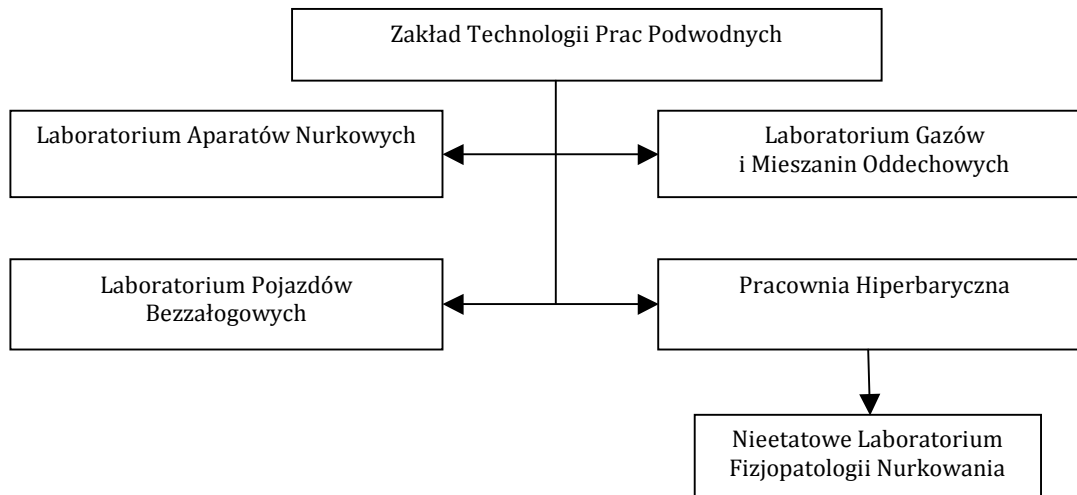 Zakład Technologii Prac Podwodnych
Laboratorium Aparatów Nurkowych
Laboratorium Gazów
i Mieszanin Oddechowych
Laboratorium Pojazdów
Bezzałogowych
Pracownia Hiperbaryczna
Nieetatowe Laboratorium
Fizjopatologii Nurkowania